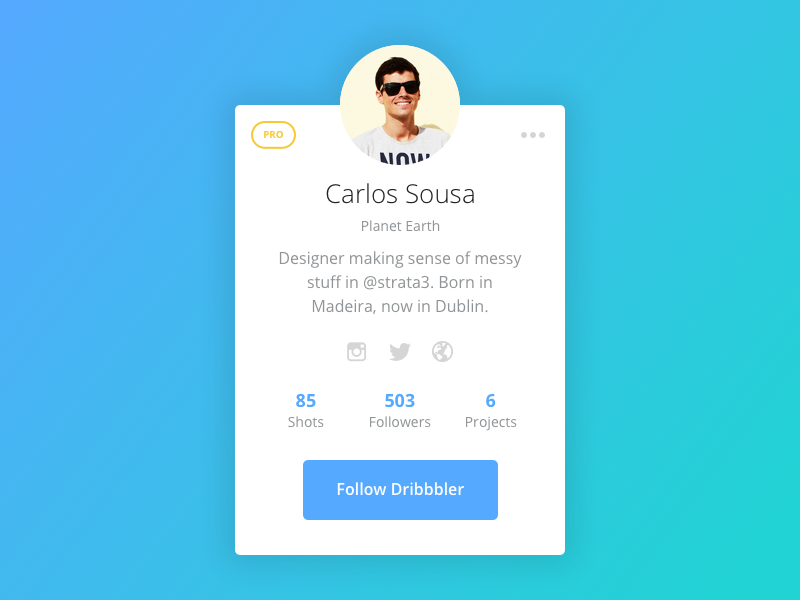 NOW
PRO
Carlos Sousa
Planet Earth
Designer making sense of messy
stuff in @strata3. Born in
Madeira, now in Dublin.
85 503 6
Shots Followers Projects
Follow Dribbbler